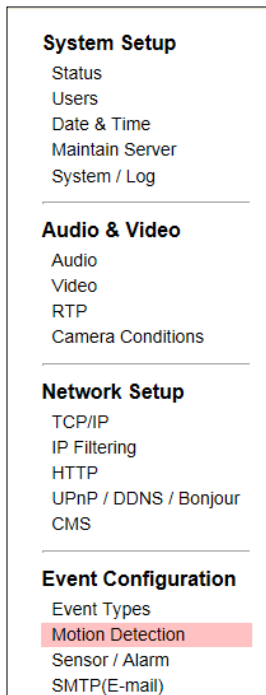 System Setup
Status
Users
Date & Time
Maintain Server
System / Log
Audio & Video
Audio
Video
RTP
Camera Conditions
Network Setup
TCP/IP
IP Filtering
HTTP
UPnP / DDNS / Bonjour
CMS
Event Configuration
Event Types
Motion Detection
Sensor / Alarm
SMTP(E-mail)